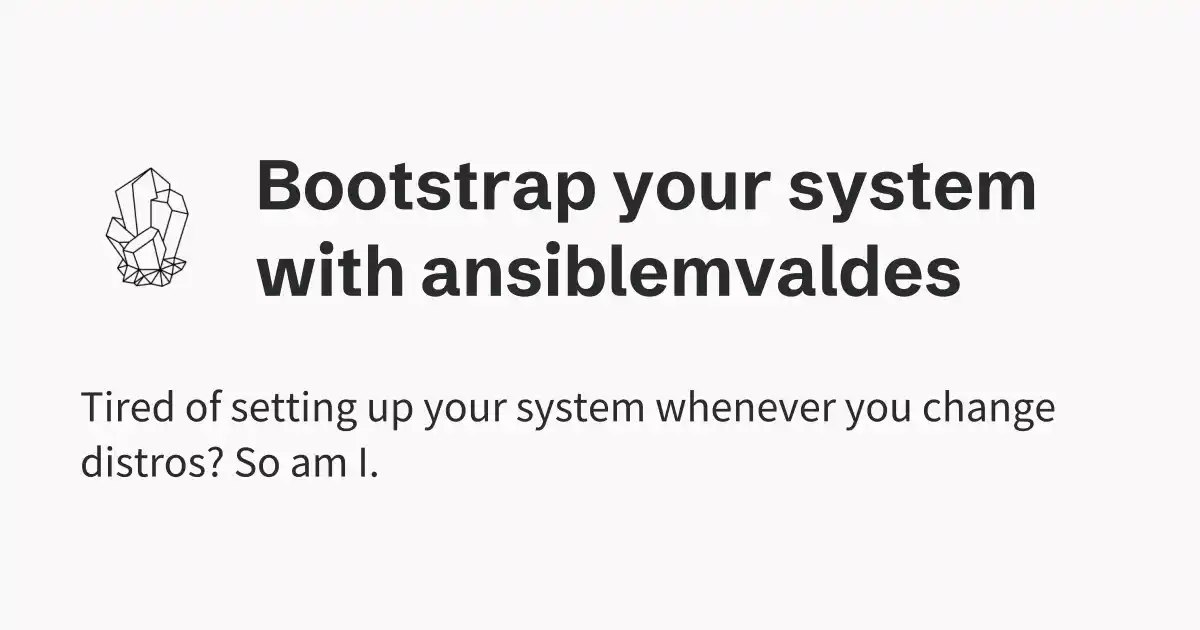 Bootstrap your system
with ansiblemvaldes
Tired of setting up your system whenever you change
distros? So am I.